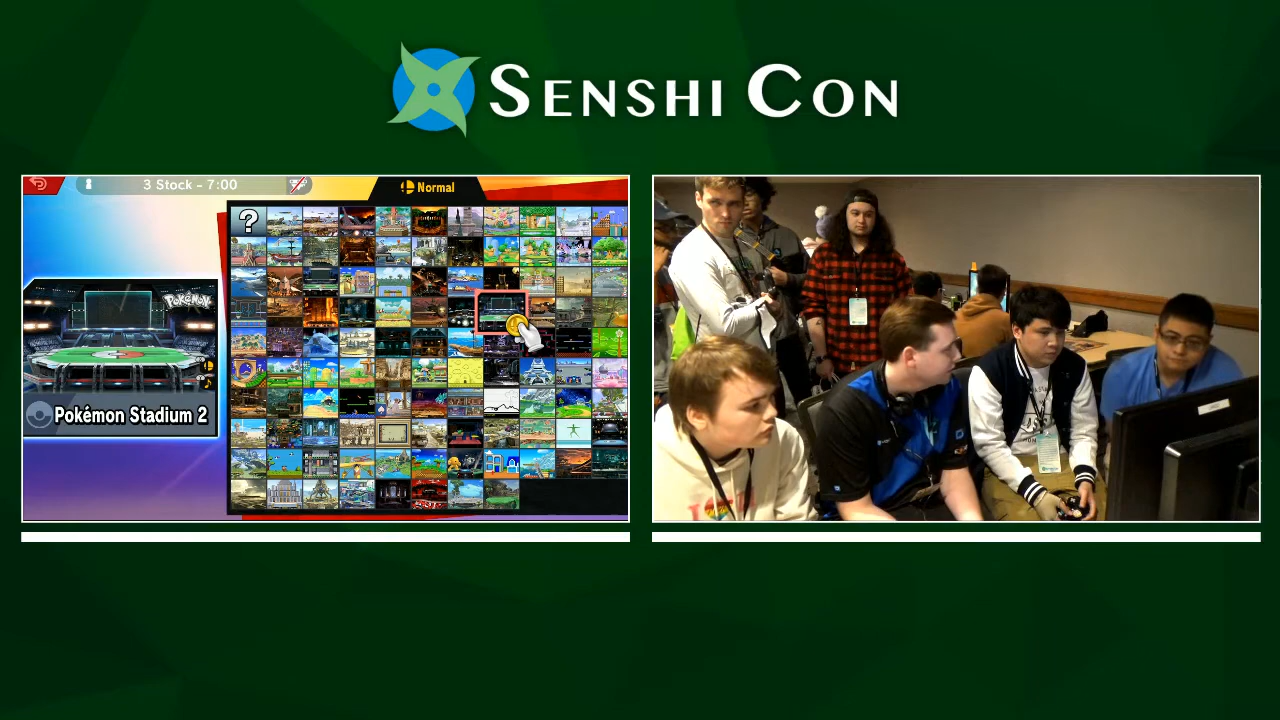 SENSHI CON
3 Stock - 7:00
Normal
?
POKéMON
Pokémon Stadium 2